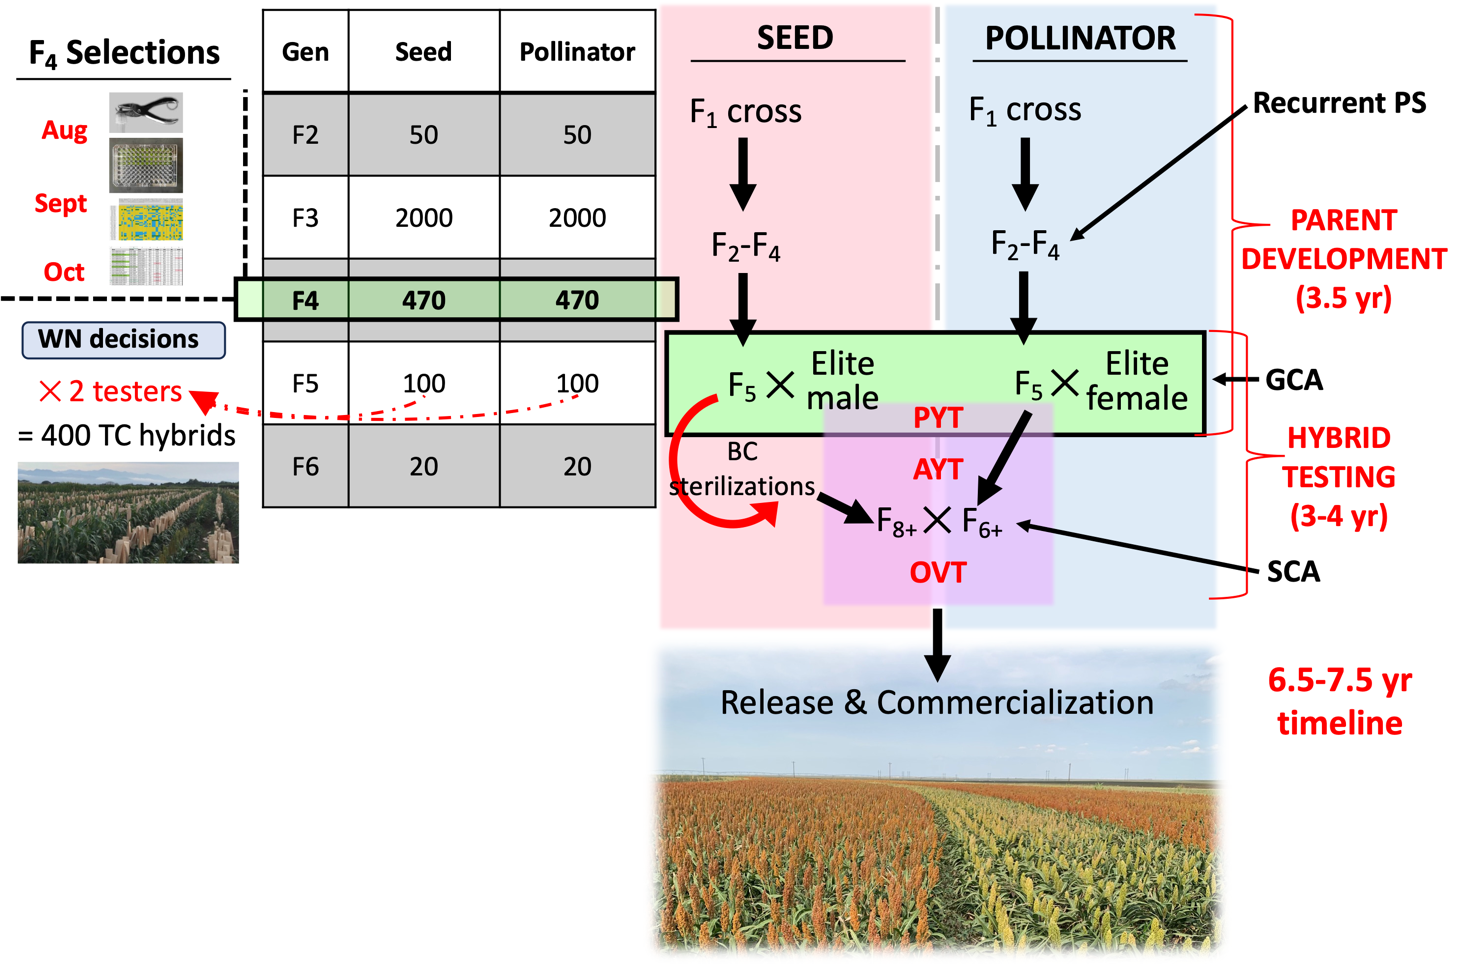 F₄ Selections
Aug
Sept
Oct
WN decisions
× 2 testers
= 400 TC hybrids
Gen Seed Pollinator
F2 50 50
F3 2000 2000
F4 470 470
F5 100 100
F6 20 20
SEED
POLLINATOR
F₁ cross
F₁ cross
F₂-F₄
F₂-F₄
F₅ × Elite
male
F₅ × Elite
female
PYT
BC
sterilizations
AYT
F₈₊ × F₆₊
OVT
Release & Commercialization
Recurrent PS
PARENT
DEVELOPMENT
(3.5 yr)
GCA
HYBRID
TESTING
(3-4 yr)
SCA
6.5-7.5 yr
timeline